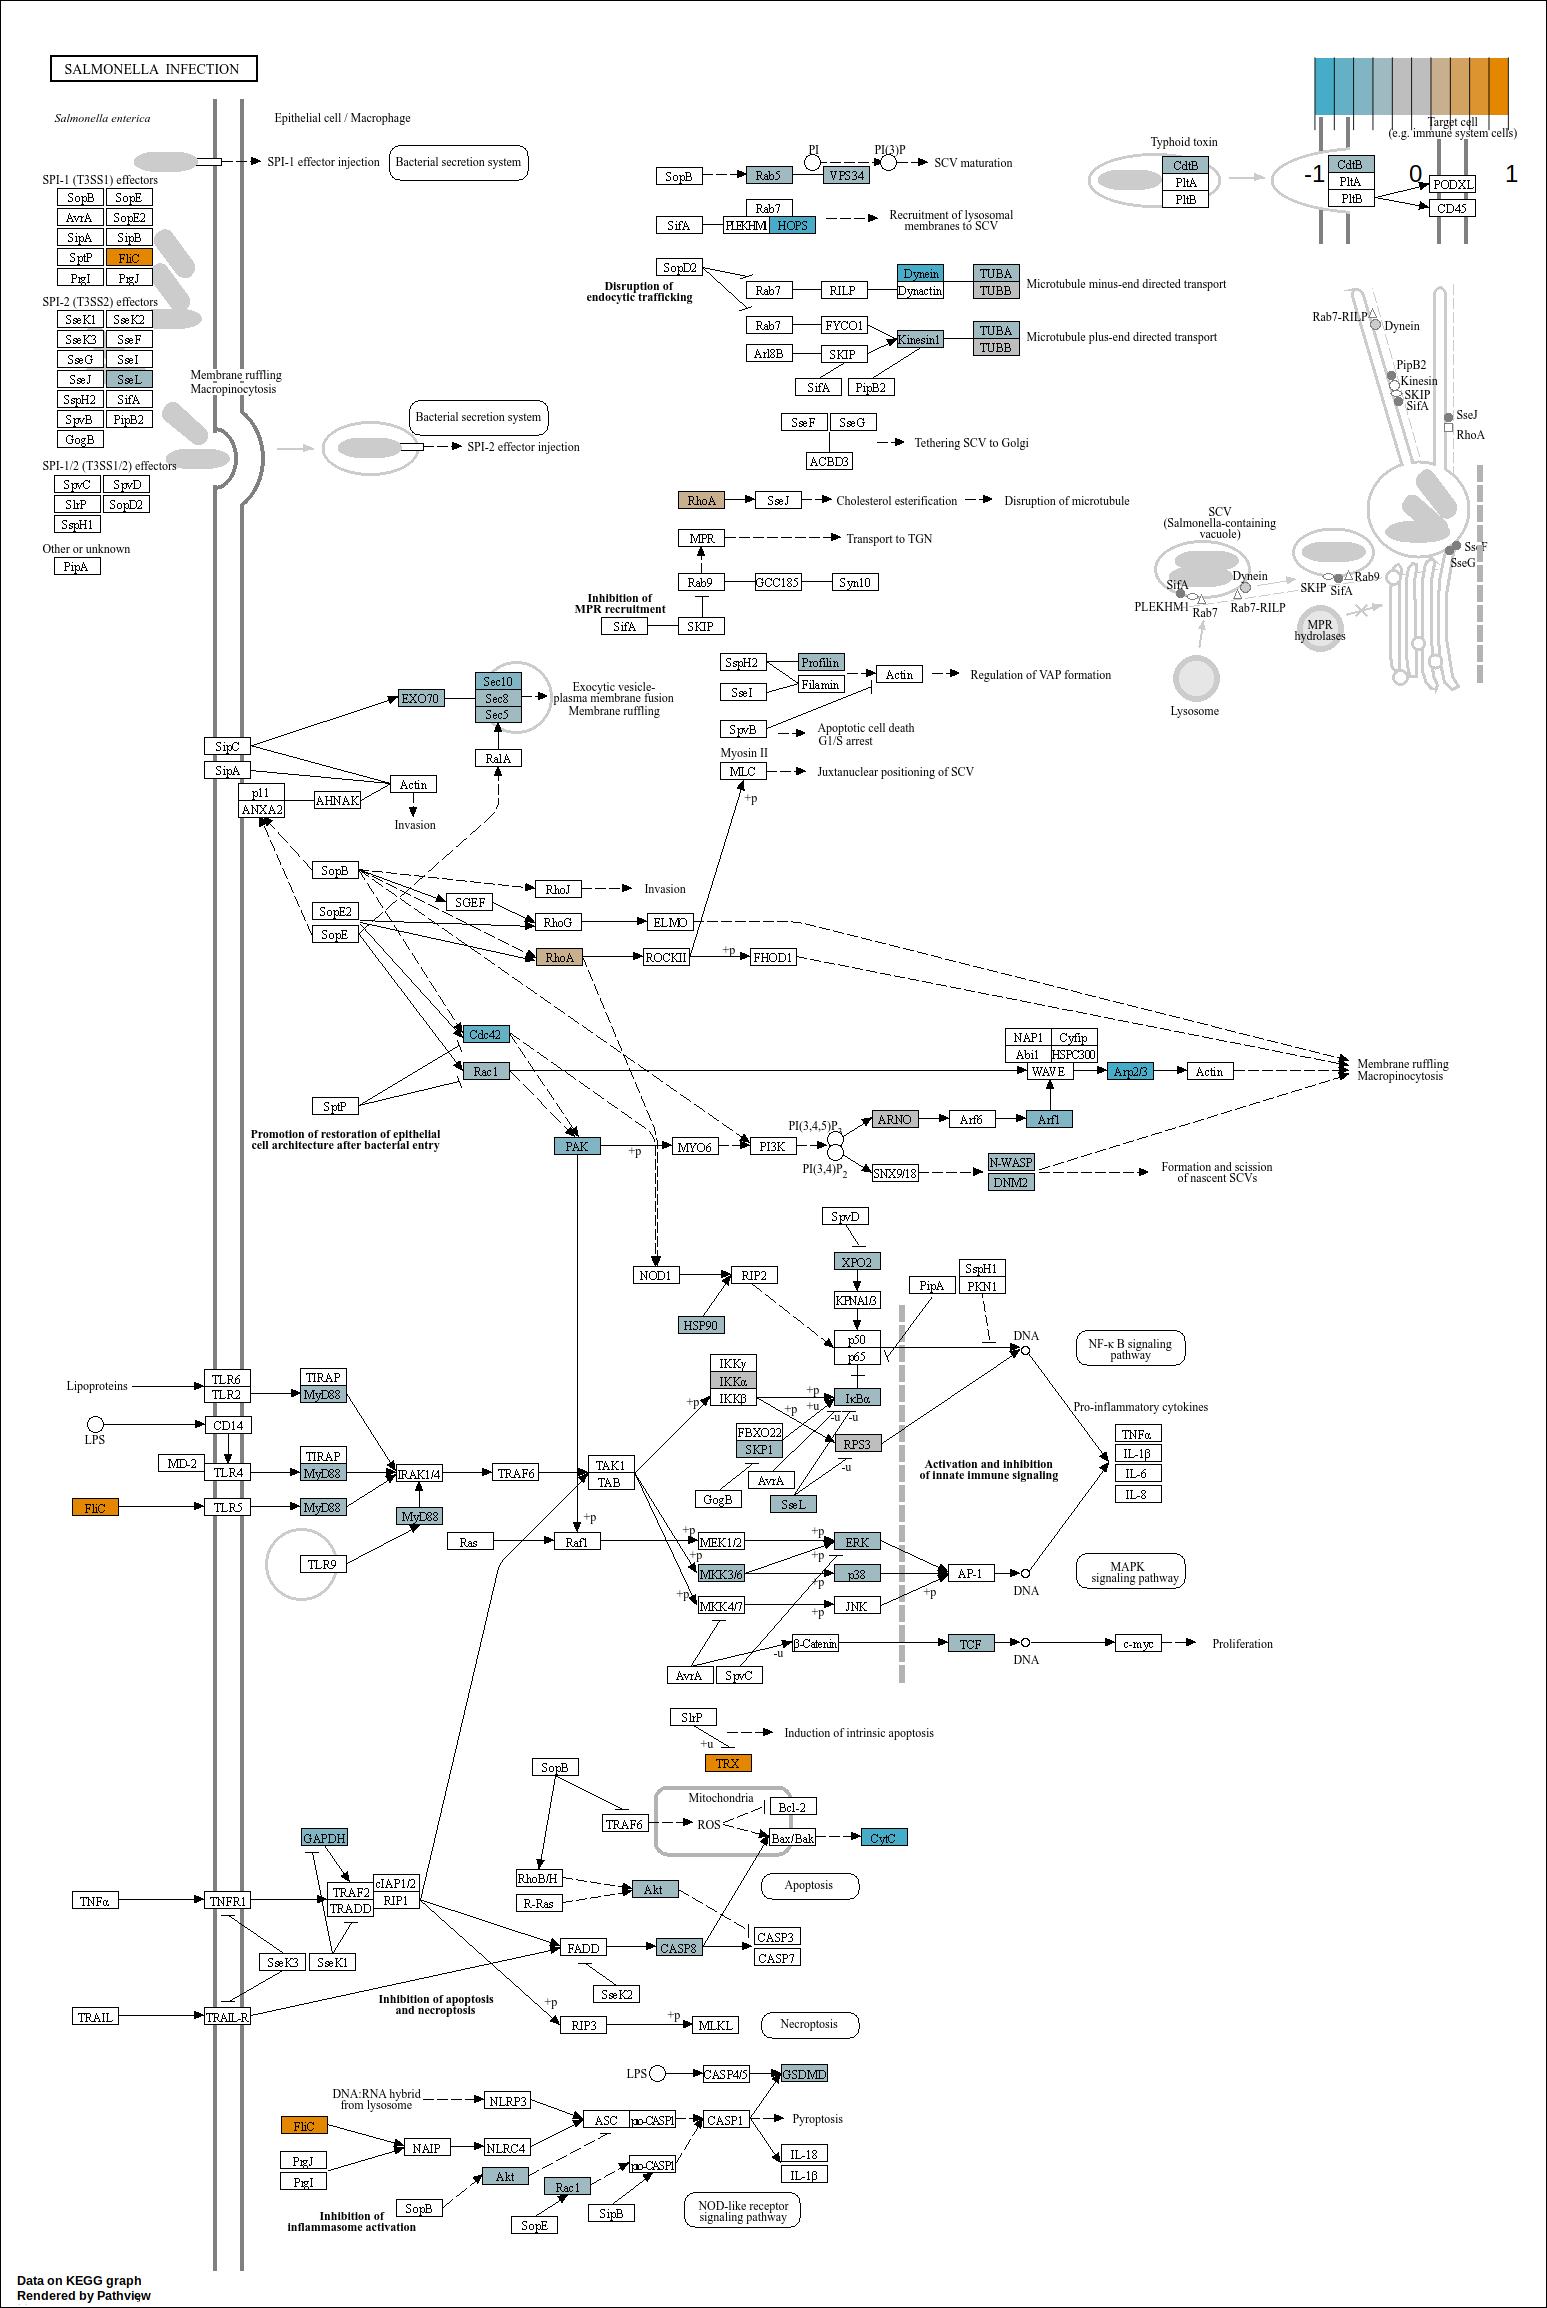 SALMONELLA INFECTION
Salmonella enterica
Epithelial cell / Macrophage
SPI-1 effector injection
Bacterial secretion system
SPI-1 (T3SS1) effectors
SopB SopE
AvrA SopE2
SipA SipB
SptP FliC
PrgI PrgJ
SPI-2 (T3SS2) effectors
SseK1 SseK2
SseK3 SseF
SseG SseI
SseJ SseL
SspH2 SifA
SpvB PipB2
GogB
SPI-1/2 (T3SS1/2) effectors
SpvC SpvD
SlrP SopD2
SspH1
Other or unknown
PipA
Membrane ruffling
Macropinocytosis
Bacterial secretion system
SPI-2 effector injection
PI PI(3)P SCV maturation
SopB Rab5 VPS34
Rab7
SifA PLEKHM1 HOPS
Recruitment of lysosomal
membranes to SCV
SopD2
Disruption of
endocytic trafficking
Dynein TUBA
Rab7 RILP Dynactin TUBB
Microtubule minus-end directed transport
Rab7 FYCO1 Kinesin1 TUBA
Arl8B SKIP TUBB
Microtubule plus-end directed transport
SifA PipB2
SseF SseG
ACBD3
Tethering SCV to Golgi
RhoA SseJ Cholesterol esterification Disruption of microtubule
MPR Transport to TGN
Rab9 GCC185 Syn10
Inhibition of
MPR recruitment
SifA SKIP
Typhoid toxin
CdtB
PltA
PltB
Target cell
(e.g. immune system cells)
-1 0 1
CdtB
PltA
PltB
PODXL
CD45
Rab7-RILP
Dynein
PipB2
Kinesin
SKIP
SifA
SseJ
RhoA
SCV
(Salmonella-containing
vacuole)
SseF
SseG
SifA Dynein
PLEKHM1 Rab7 Rab7-RILP
SKIP SifA Rab9
MPR
hydrolases
Lysosome
SspH2 Profilin
SseI Filamin Actin
Regulation of VAP formation
SpvB
Apoptotic cell death
G1/S arrest
Myosin II
MLC Juxtanuclear positioning of SCV
+p
EXO70 Sec10
Sec8
Sec5
Exocytic vesicle-
plasma membrane fusion
Membrane ruffling
RalA
SipC
SipA
p11
ANXA2
AHNAK
Actin
Invasion
SopB
SopE2
SopE
RhoJ Invasion
SGEF
RhoG ELMO
RhoA ROCKII +p FHOD1
Cdc42
Rac1
SptP
Promotion of restoration of epithelial
cell architecture after bacterial entry
NAP1 Cyfip
Abi1 HSPC300
WAVE Arp2/3 Actin
Membrane ruffling
Macropinocytosis
PAK +p MYO6 PI3K
PI(3,4,5)P3
PI(3,4)P2
ARNO Arf6 Arf1
SNX9/18 N-WASP
DNM2
Formation and scission
of nascent SCVs
SpvD
XPO2
NOD1 RIP2
HSP90
KPNA1/3
p50
p65
PipA
SspH1
PKN1
DNA
NF-κ B signaling
pathway
Lipoproteins
TLR6
TLR2
TIRAP
MyD88
LPS CD14
MD-2 TLR4
TIRAP
MyD88
FliC TLR5 MyD88
MyD88
TLR9
IRAK1/4 TRAF6
TAK1
TAB
+p
IKKγ
IKKα
IKKβ
+p
+u
+p
IκBα
-u -u
FBXO22
SKP1
RPS3
-u
AvrA
GogB
SseL
Activation and inhibition
of innate immune signaling
Pro-inflammatory cytokines
TNFα
IL-1β
IL-6
IL-8
+p
Ras Raf1
+p MEK1/2 +p ERK
+p MKK3/6 +p p38
+p
+p MKK4/7 +p JNK
+p
AP-1
DNA
MAPK
signaling pathway
β-Catenin
-u
TCF
DNA
c-myc Proliferation
AvrA SpvC
SlrP
+u
TRX
Induction of intrinsic apoptosis
SopB
TRAF6
Mitochondria
ROS
Bcl-2
Bax/Bak CytC
GAPDH
RhoB/H
R-Ras
Akt
Apoptosis
TNFα TNFR1
TRAF2
TRADD
cIAP1/2
RIP1
SseK3 SseK1
FADD CASP8
CASP3
CASP7
SseK2
TRAIL TRAIL-R
Inhibition of apoptosis
and necroptosis
+p
RIP3 +p MLKL
Necroptosis
LPS CASP4/5 GSDMD
DNA:RNA hybrid
from lysosome
NLRP3
ASC pro-CASP1 CASP1
Pyroptosis
FliC
NAIP NLRC4
PrgJ
PrgI
IL-18
IL-1β
pro-CASP1
Akt
Rac1
SopB
SopE
SipB
Inhibition of
inflammasome activation
NOD-like receptor
signaling pathway
Data on KEGG graph
Rendered by Pathview